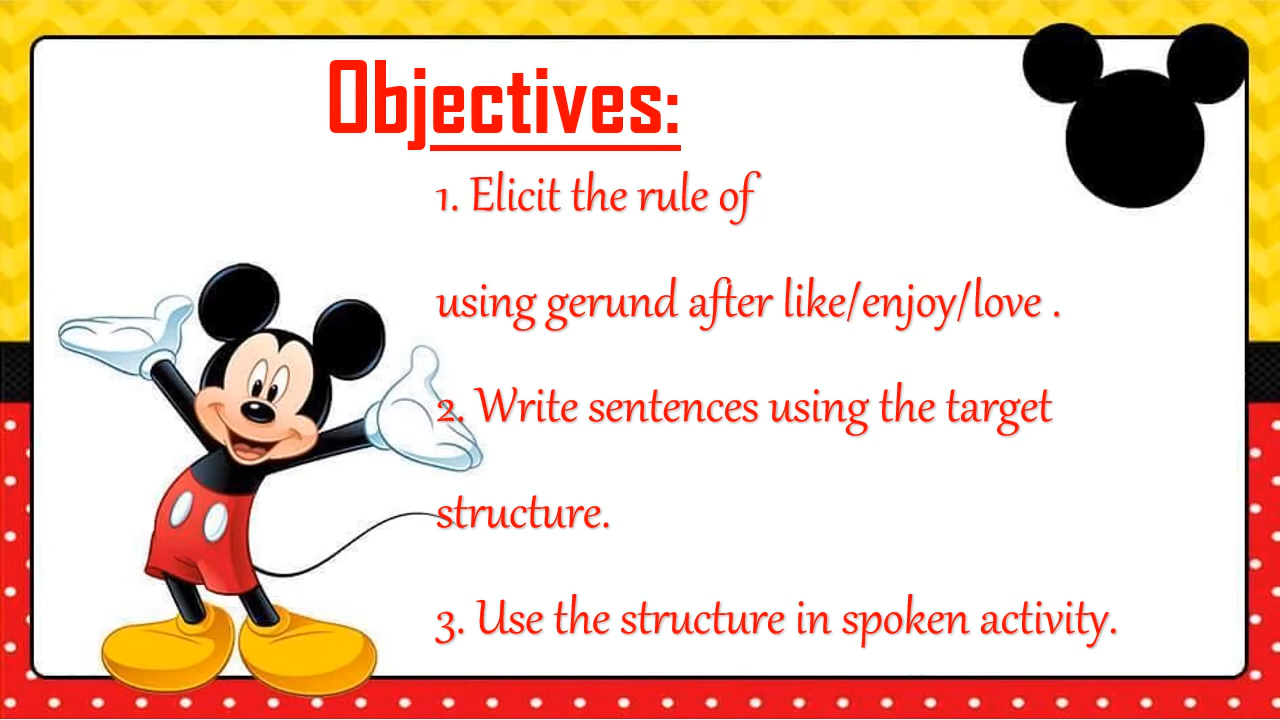 Objectives:
1. Elicit the rule of
using gerund after like/enjoy/love .
2. Write sentences using the target
structure.
3. Use the structure in spoken activity.